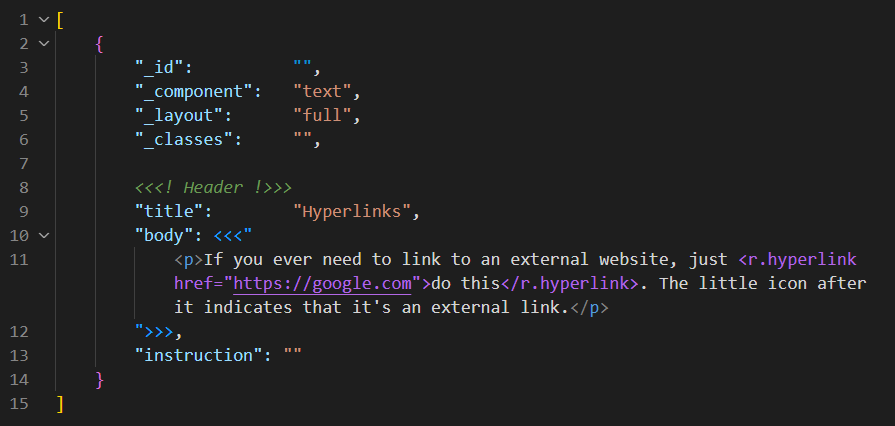 1 [
2     {
3         "_id":          "",
4         "_component":   "text",
5         "_layout":      "full",
6         "_classes":     "",
7
8         <<<! Header !>>>
9         "title":        "Hyperlinks",
10         "body": <<<"
11             <p>If you ever need to link to an external website, just <r.hyperlink
            href="https://google.com">do this</r.hyperlink>. The little icon after
            it indicates that it's an external link.</p>
12         ">>>,
13         "instruction": ""
14     }
15 ]